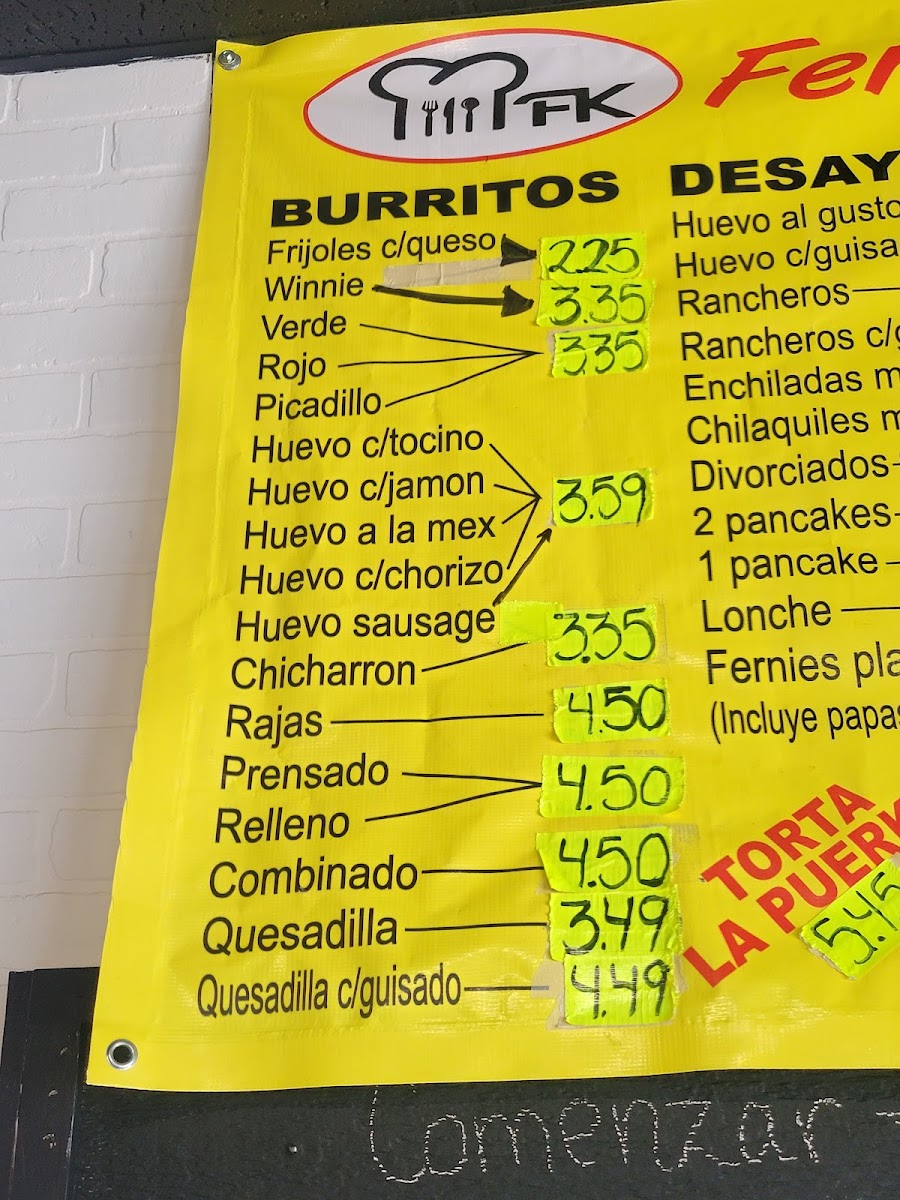 FK
BURRITOS
Frijoles c/queso 2.25
Winnie 3.35
Verde
Rojo 3.35
Picadillo
Huevo c/tocino
Huevo c/jamon 3.59
Huevo a la mex
Huevo c/chorizo
Huevo sausage
Chicharron 3.35
Rajas 4.50
Prensado 4.50
Relleno
Combinado 4.50
Quesadilla 3.49
Quesadilla c/guisado 4.49
Fer
DESAY
Huevo al gusto
Huevo c/guisa
Rancheros
Rancheros c/g
Enchiladas m
Chilaquiles m
Divorciados
2 pancakes
1 pancake
Lonche
Fernies pla
(Incluye papas
TORTA
LA PUERK
5.45
Comenzar